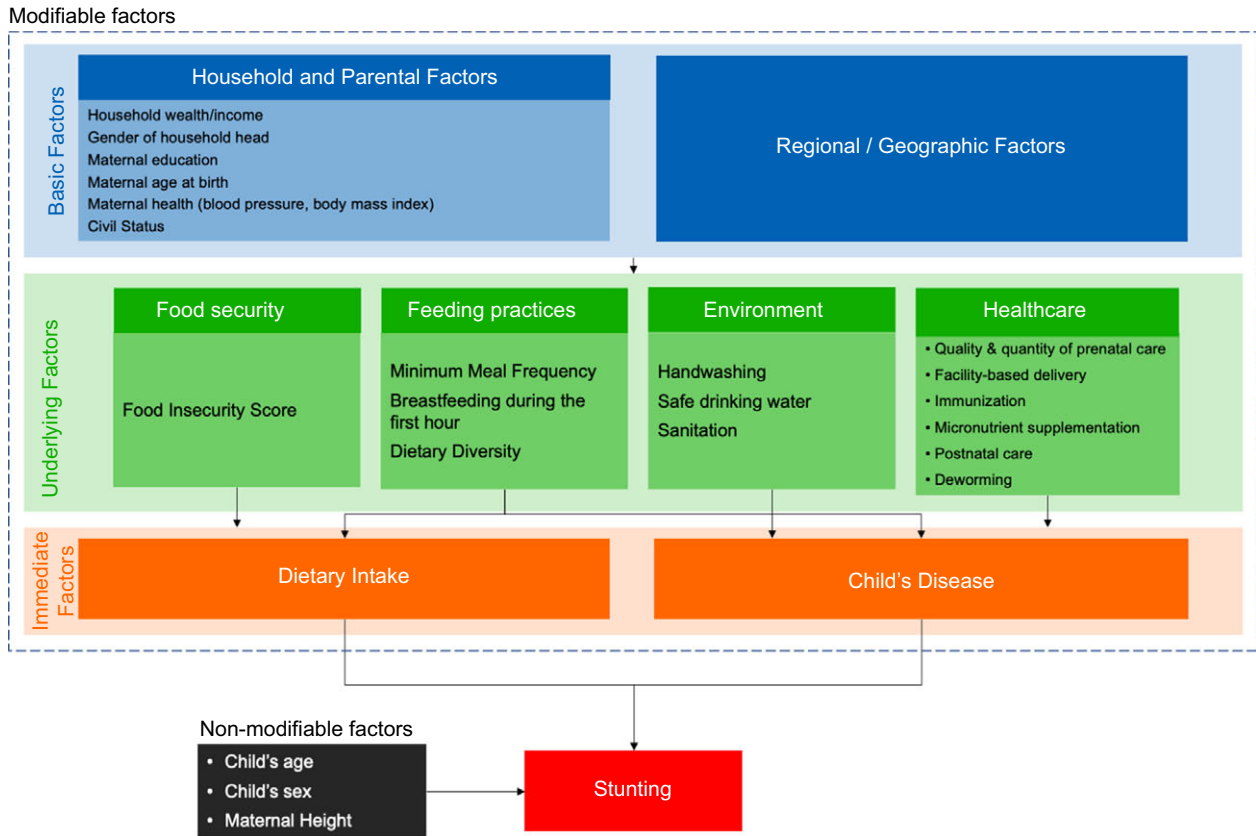 Modifiable factors
Basic Factors
Household and Parental Factors
Household wealth/income
Gender of household head
Maternal education
Maternal age at birth
Maternal health (blood pressure, body mass index)
Civil Status
Regional / Geographic Factors
Underlying Factors
Food security
Food Insecurity Score
Feeding practices
Minimum Meal Frequency
Breastfeeding during the
first hour
Dietary Diversity
Environment
Handwashing
Safe drinking water
Sanitation
Healthcare
• Quality & quantity of prenatal care
• Facility-based delivery
• Immunization
• Micronutrient supplementation
• Postnatal care
• Deworming
Immediate
Factors
Dietary Intake
Child's Disease
Non-modifiable factors
• Child's age
• Child's sex
• Maternal Height
Stunting